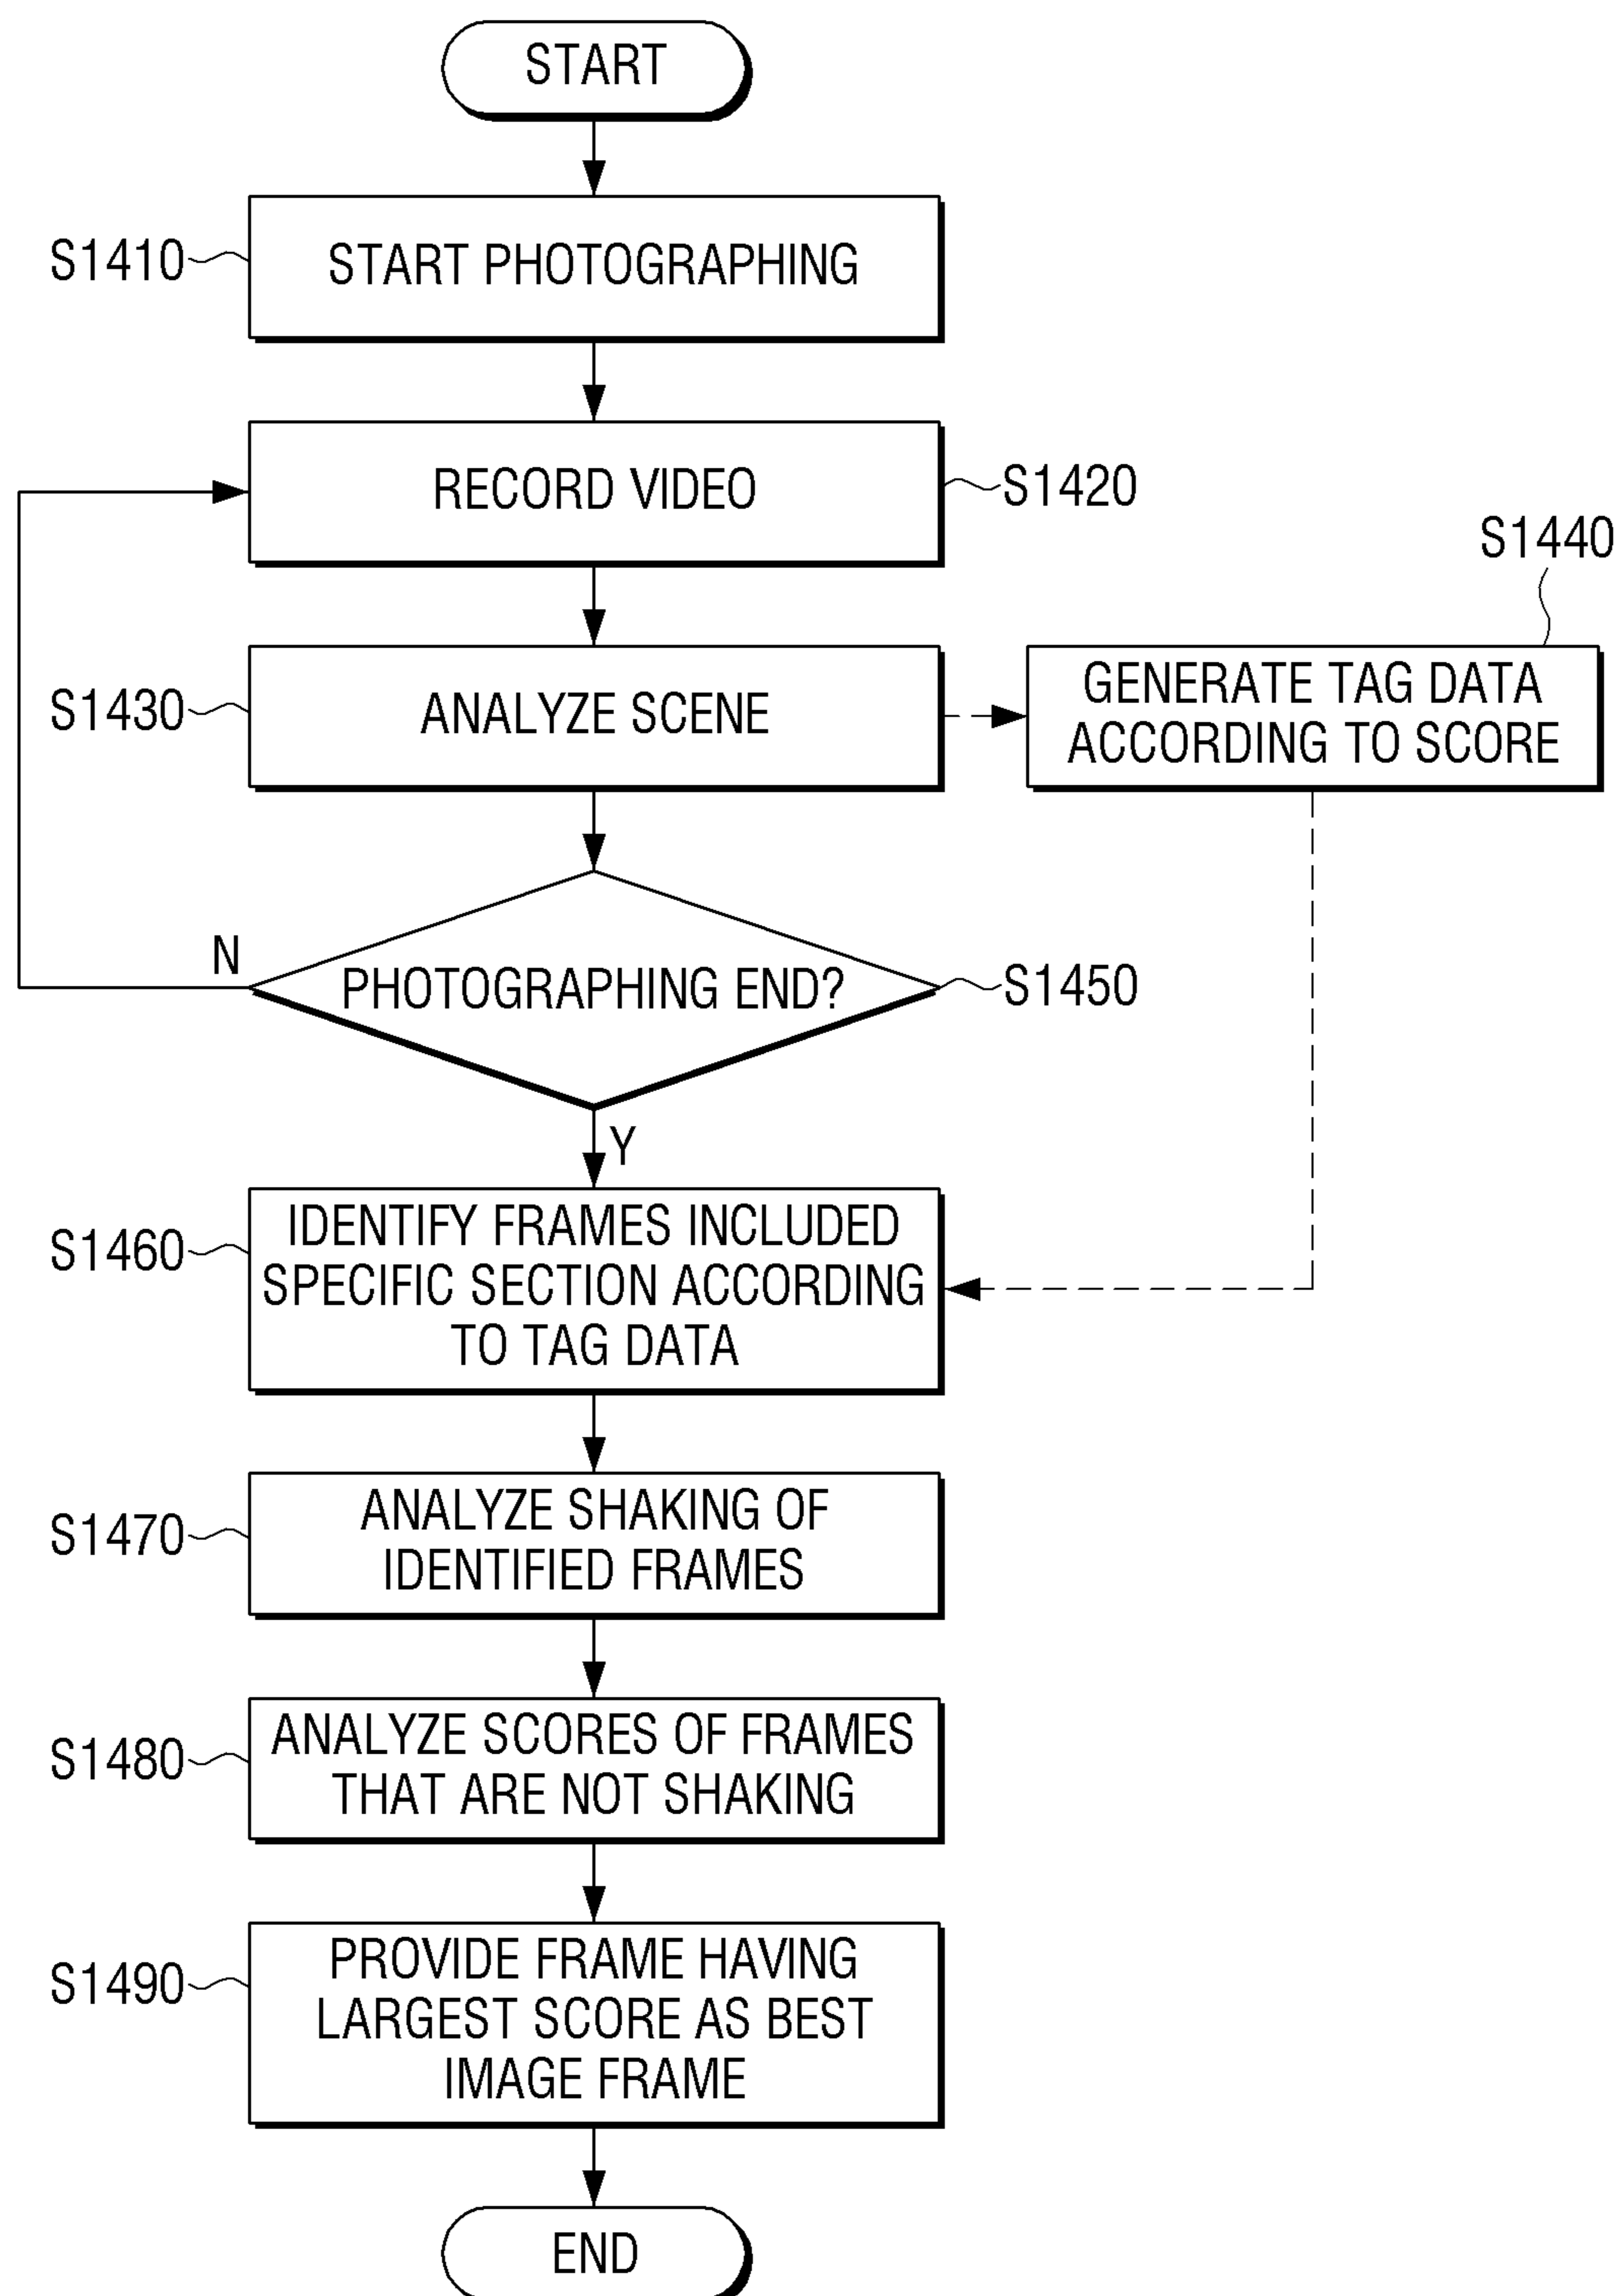 START
S1410
START PHOTOGRAPHING
RECORD VIDEO
S1420
S1440
S1430
ANALYZE SCENE
GENERATE TAG DATA
ACCORDING TO SCORE
N
PHOTOGRAPHING END?
S1450
Y
S1460
IDENTIFY FRAMES INCLUDED
SPECIFIC SECTION ACCORDING
TO TAG DATA
S1470
ANALYZE SHAKING OF
IDENTIFIED FRAMES
S1480
ANALYZE SCORES OF FRAMES
THAT ARE NOT SHAKING
S1490
PROVIDE FRAME HAVING
LARGEST SCORE AS BEST
IMAGE FRAME
END